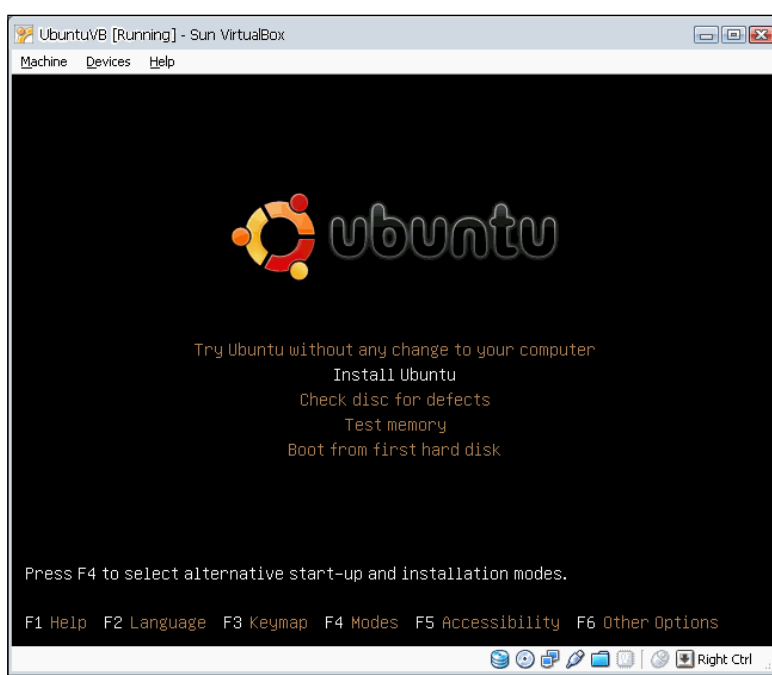 UbuntuVB [Running] - Sun VirtualBox
Machine Devices Help
ubuntu
Try Ubuntu without any change to your computer
Install Ubuntu
Check disc for defects
Test memory
Boot from first hard disk
Press F4 to select alternative start-up and installation modes.
F1 Help F2 Language F3 Keymap F4 Modes F5 Accessibility F6 Other Options
Right Ctrl